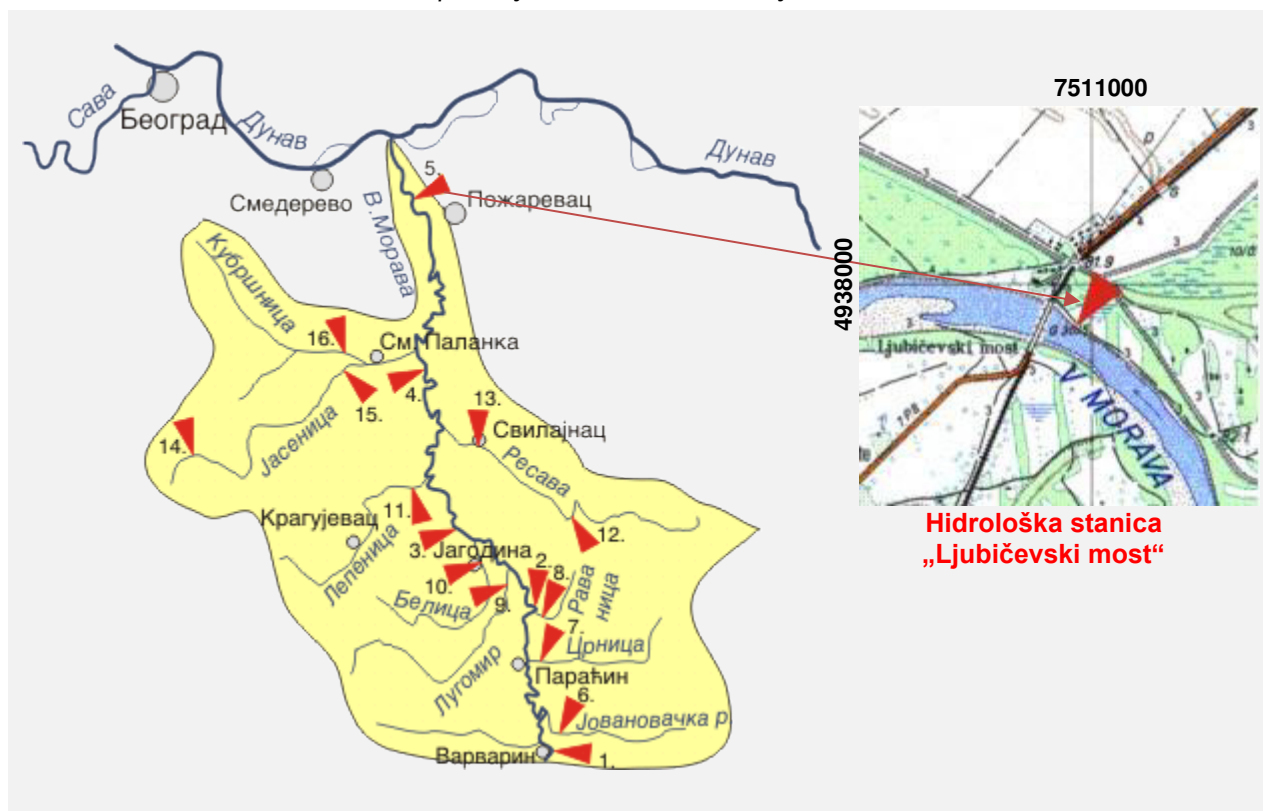 7511000
4938000
Сава
Београд
Дунав
Смедерево
В.Морава
5.
Пожаревац
Дунав
Кубршница
16.
См. Паланка
4.
15.
13.
Свилајнац
14.
Јасеница
Ресава
11.
12.
Крагујевац
3.
Јагодина
2.
8.
Лепеница
10.
9.
Белица
Рава
ница
7.
Црница
Лугомир
Параћин
6.
Јовановачка р.
Варварин
1.
Ljubičevski most
V MORAVA
Hidrološka stanica
„Ljubičevski most“